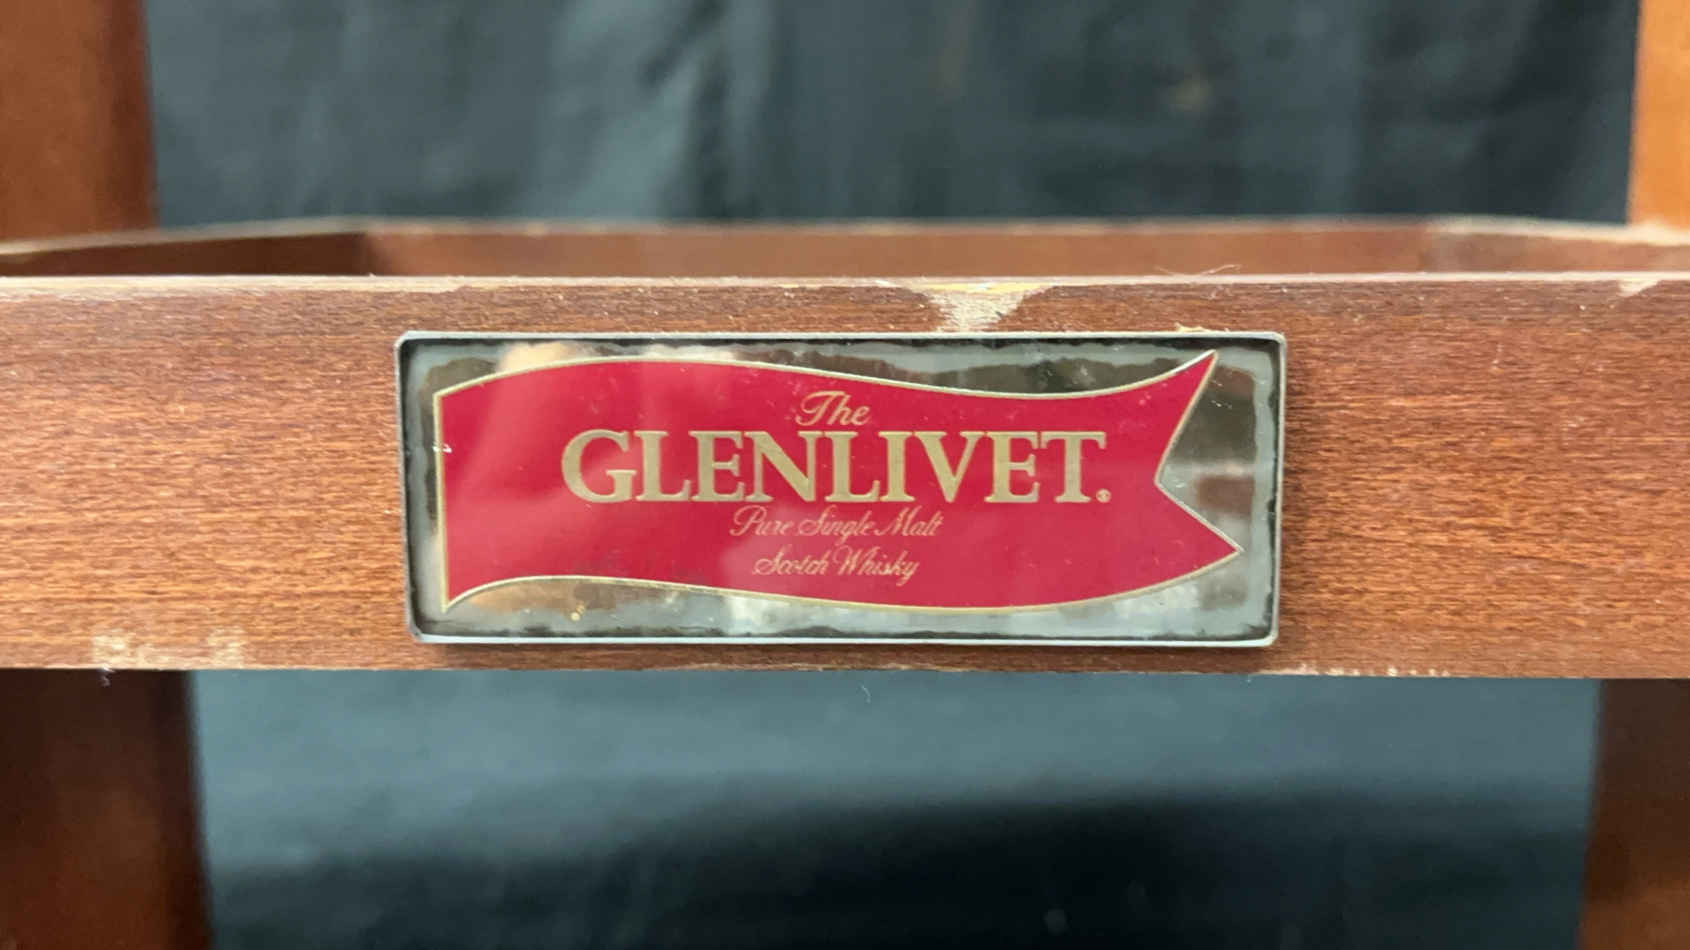 The
GLENLIVET.
Pure Single Malt
Scotch Whisky